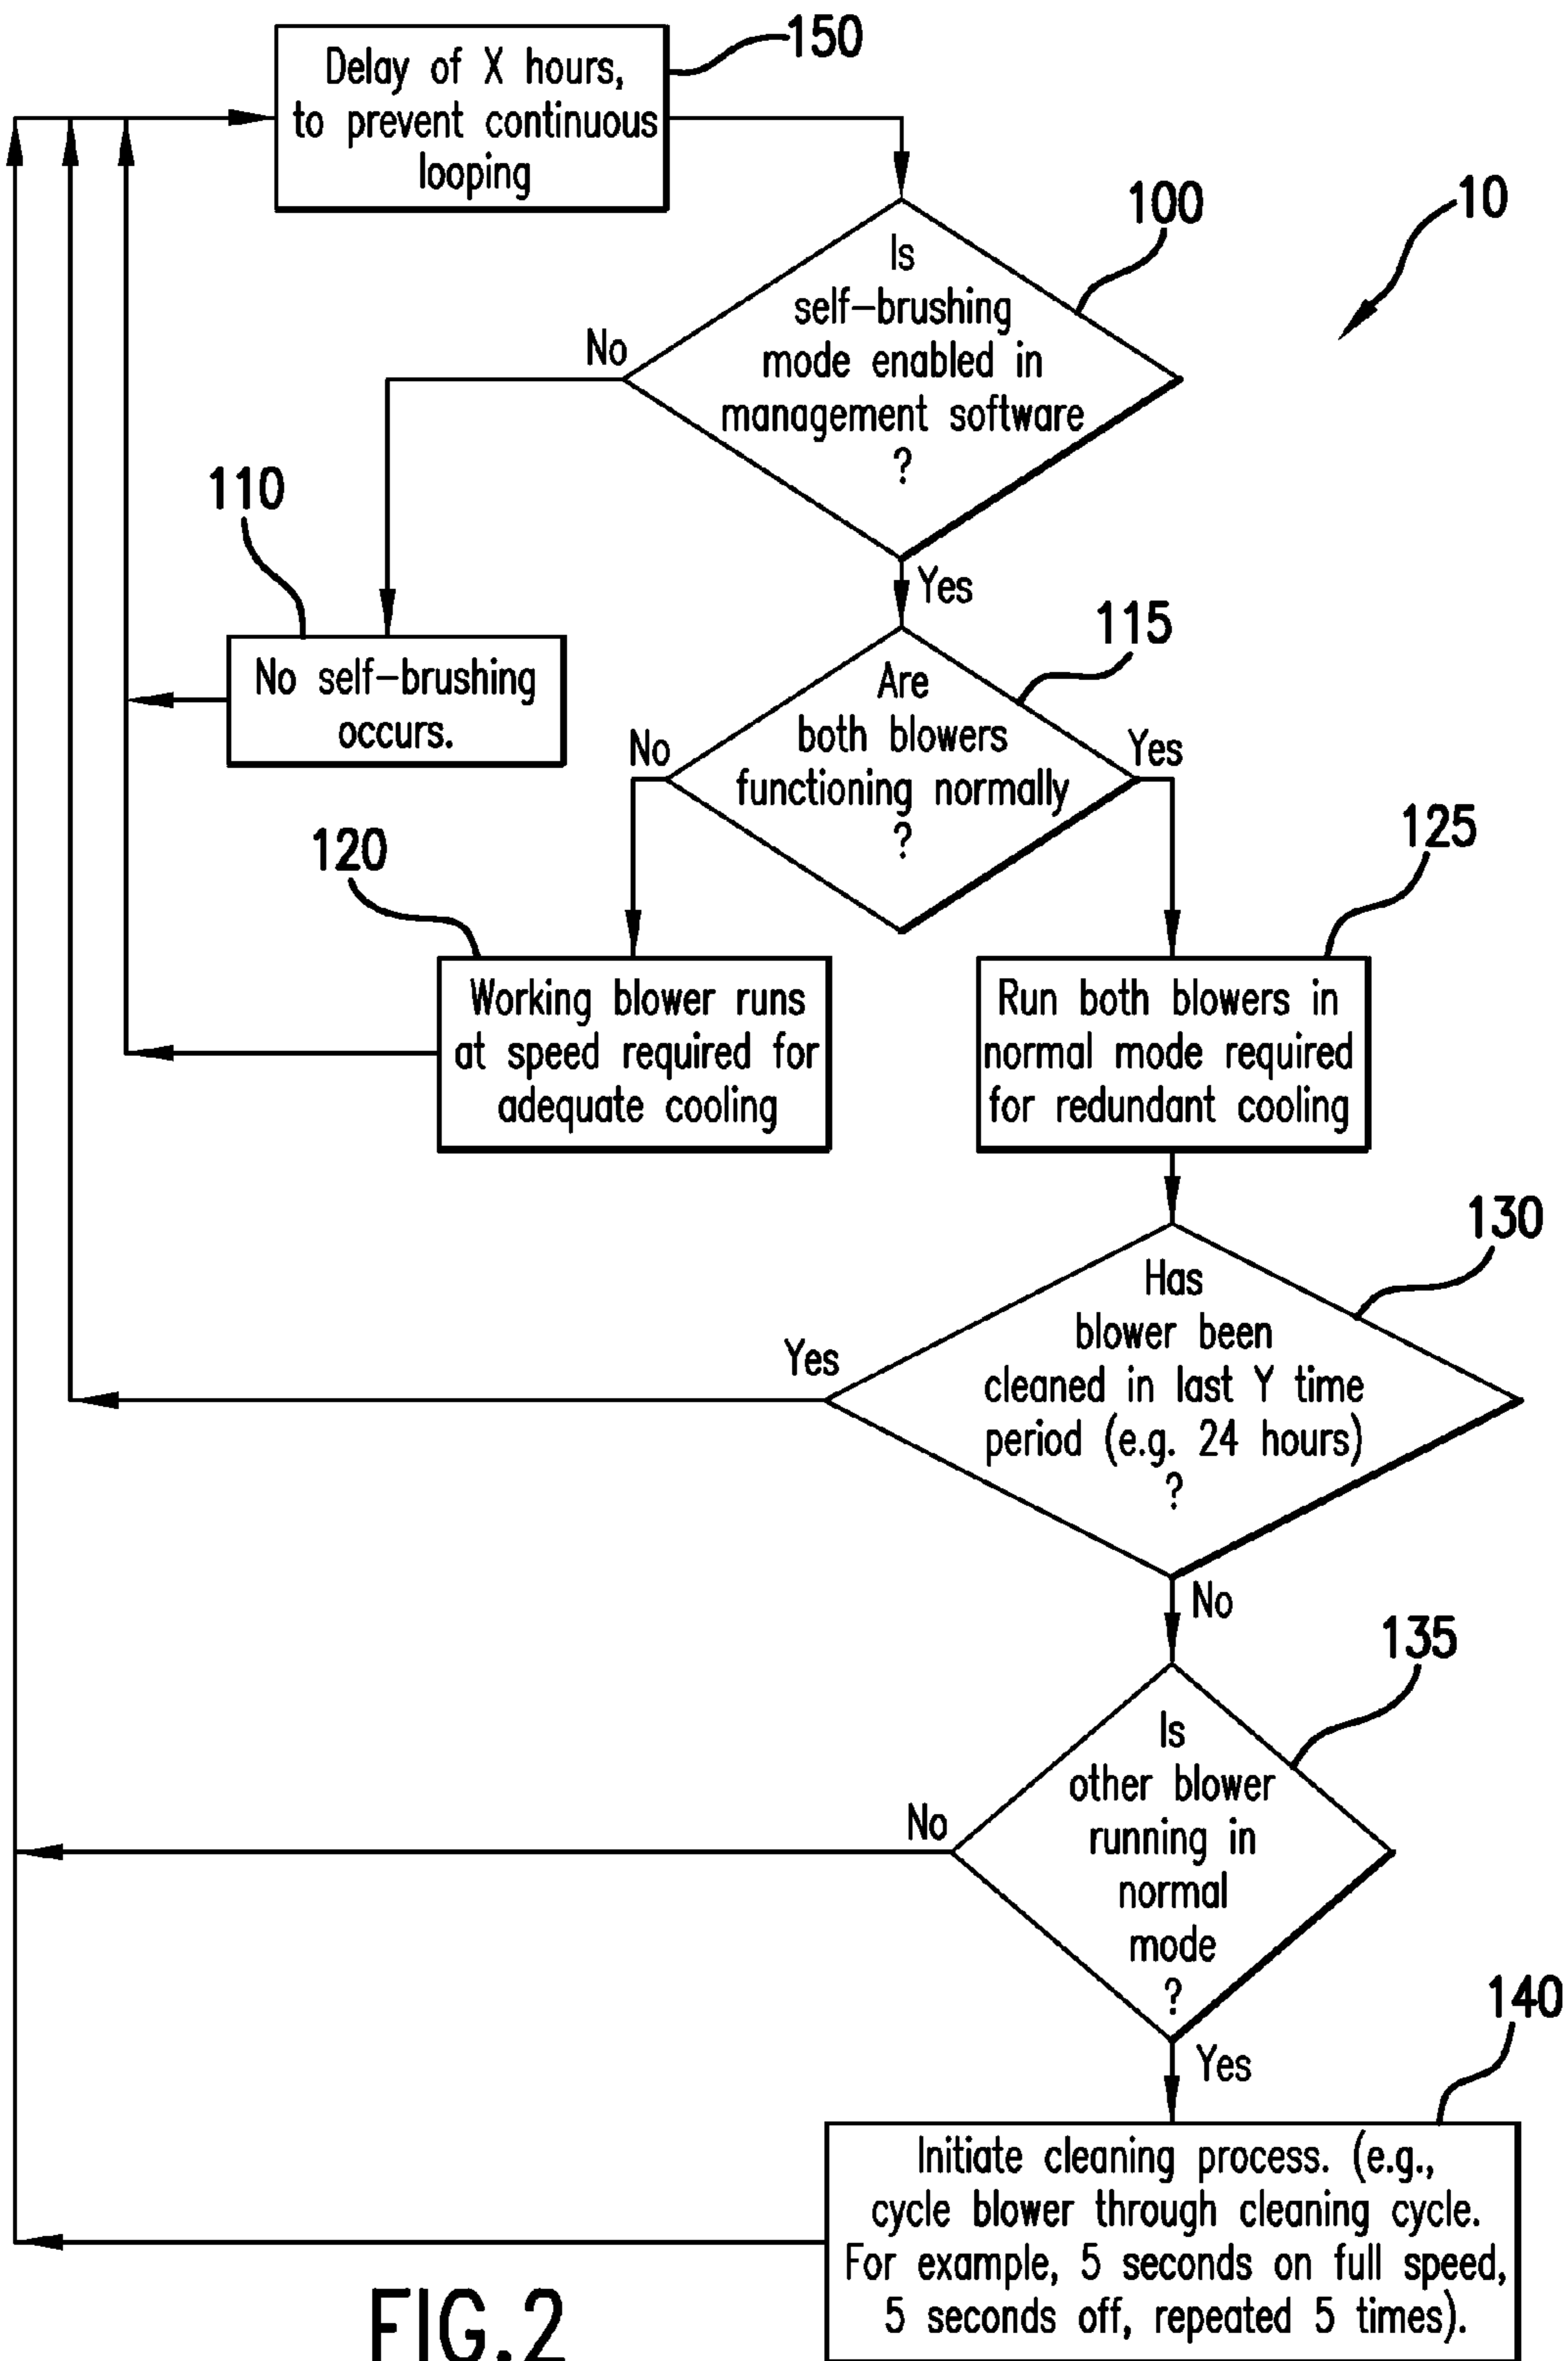 150
Delay of X hours,
to prevent continuous
looping
10
100
Is
self-brushing
mode enabled in
management software
?
No
Yes
110
No self-brushing
occurs.
115
Are
both blowers
functioning normally
?
No
Yes
120
Working blower runs
at speed required for
adequate cooling
125
Run both blowers in
normal mode required
for redundant cooling
130
Has
blower been
cleaned in last Y time
period (e.g. 24 hours)
?
Yes
No
135
Is
other blower
running in
normal
mode
?
No
Yes
140
Initiate cleaning process. (e.g.,
cycle blower through cleaning cycle.
For example, 5 seconds on full speed,
5 seconds off, repeated 5 times).
FIG.2